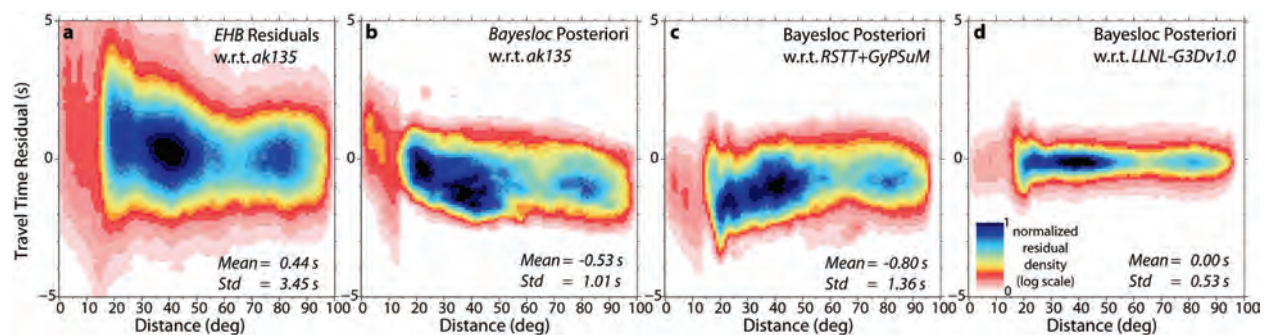 a
EHB Residuals
w.r.t. ak135
b
Bayesloc Posteriori
w.r.t. ak135
c
Bayesloc Posteriori
w.r.t. RSTT+GyPSuM
d
Bayesloc Posteriori
w.r.t. LLNL-G3Dv1.0
Travel Time Residual (s)
5
0
−5
Mean = 0.44 s
Std = 3.45 s
0 10 20 30 40 50 60 70 80 90 100
Distance (deg)
5
0
−5
Mean = -0.53 s
Std = 1.01 s
0 10 20 30 40 50 60 70 80 90 100
Distance (deg)
5
0
−5
Mean = -0.80 s
Std = 1.36 s
0 10 20 30 40 50 60 70 80 90 100
Distance (deg)
5
0
−5
1
normalized
residual
density
(log scale)
0
Mean = 0.00 s
Std = 0.53 s
0 10 20 30 40 50 60 70 80 90 100
Distance (deg)